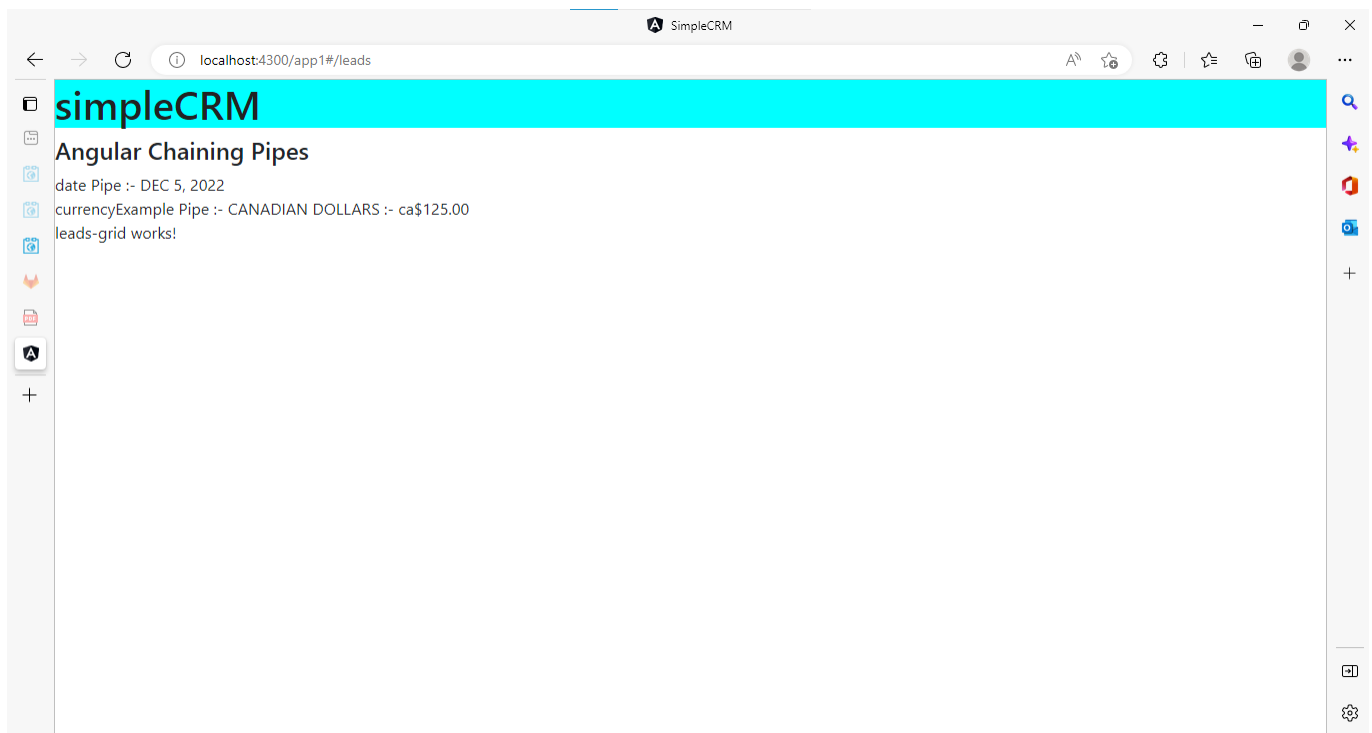 SimpleCRM
localhost:4300/app1#/leads
simpleCRM
Angular Chaining Pipes
date Pipe :- DEC 5, 2022
currencyExample Pipe :- CANADIAN DOLLARS :- ca$125.00
leads-grid works!